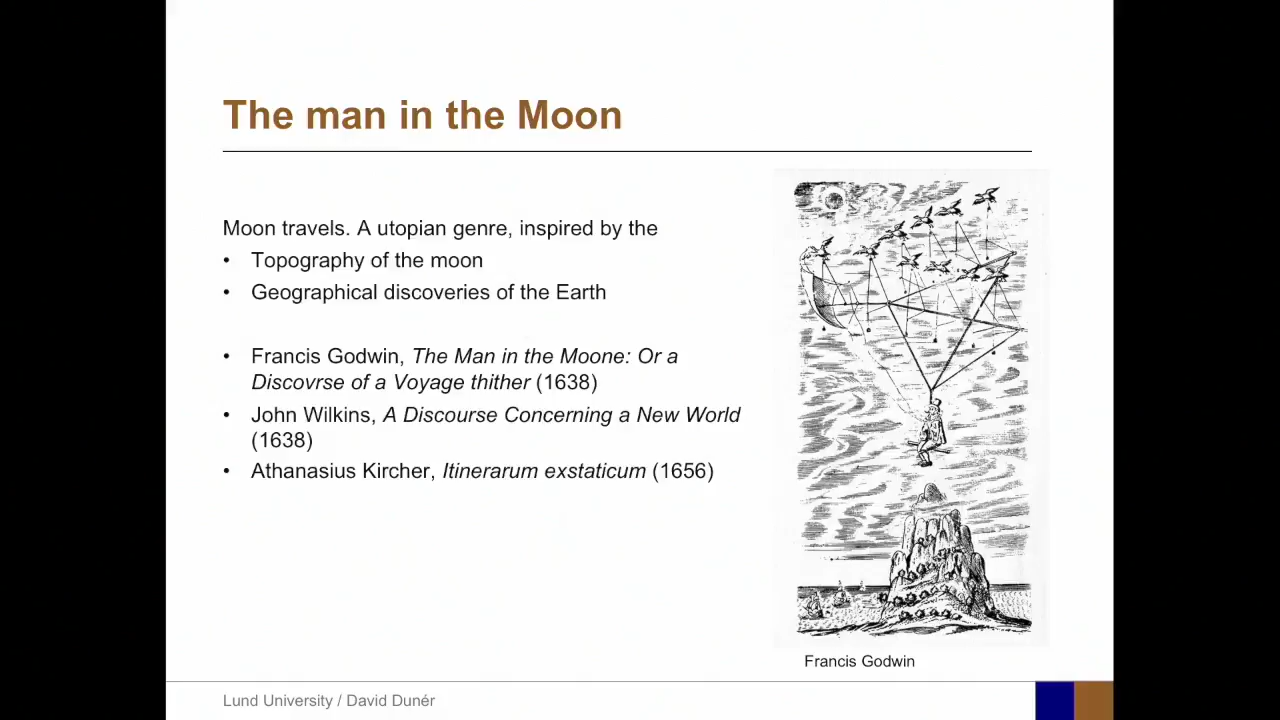 The man in the Moon
Moon travels. A utopian genre, inspired by the
• Topography of the moon
• Geographical discoveries of the Earth
• Francis Godwin, The Man in the Moone: Or a
Discovrse of a Voyage thither (1638)
• John Wilkins, A Discourse Concerning a New World
(1638)
• Athanasius Kircher, Itinerarum exstaticum (1656)
Francis Godwin
Lund University / David Dunér